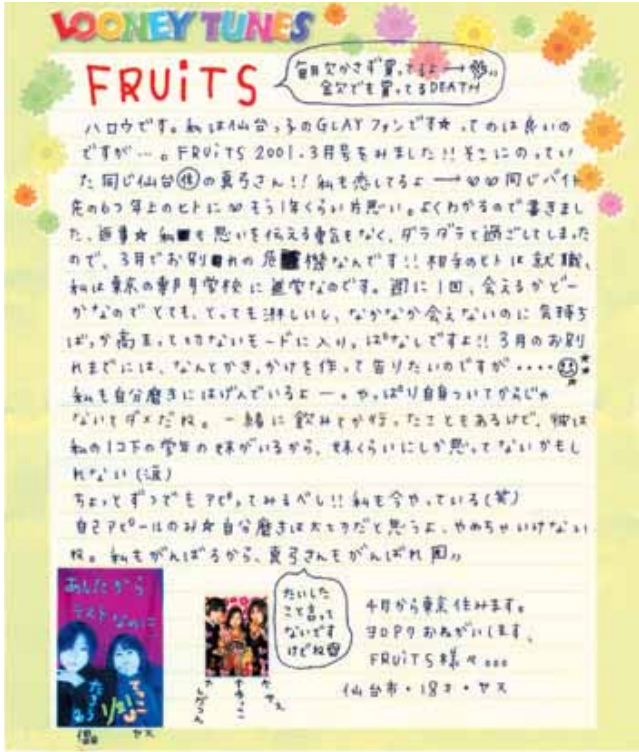 LOONEY TUNES
FRUiTS
毎月欠かさず買ってるよ→
金欠でも買ってるDEATH
ハロウです。私は仙台っ子のGLAYファンです★ってのは良いの
ですが…。FRUiTS 2001.3月号をみました!!そこにのってい
た同じ仙台㊟の真弓さん!!私も恋してるよ→♡♡同じバイト
先の6つ年上のヒトに♡もう1年くらい片思い。よくわかるので書きまし
た、返事★私も思いを伝える勇気もなく、ダラダラと過ごしてしまった
ので、3月でお別れの危機なんです!!相手のヒトは就職、
私は東京の専門学校に進学なのです。週に1回、会えるかどー
かなのでとても、とっても淋しいし、なかなか会えないのに気持ち
ばっか高まって切ないモードに入りっぱなしですよ!!3月のお別
れまでには、なんとかきっかけを作って告りたいのですが‥‥
私も自分磨きにはげんでいるよー。やっぱり自身ついてからじゃ
ないとダメだね。一緒に飲みとか行ったこともあるけど、彼は
私の1コ下の学年の妹がいるから、妹くらいにしか思ってないかもし
れない(涙)
ちょっとずつでもアピってみるべし!!私も今やっている(笑)
自己アピールのみ★自分磨きは大切だと思うよ、やめちゃいけない
ね。私もがんばるから、真弓さんもがんばれ
たいした
こと言って
ないです
けどね
4月から東京住みます。
ヨロPクおねがいします、
FRUiTS様々。。。
仙台市・18才・ヤス
あしたから
テストなのに
ヤス